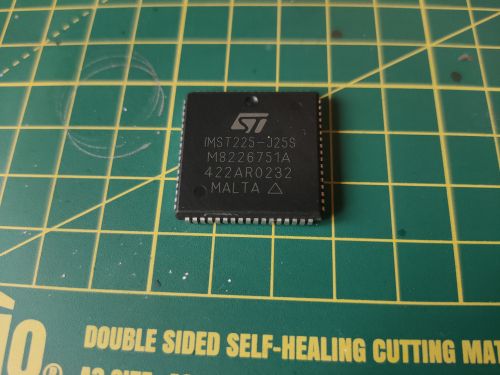 ST
IMST225-J25S
M8226751A
422AR0232
MALTA △
DOUBLE SIDED SELF-HEALING CUTTING MAT